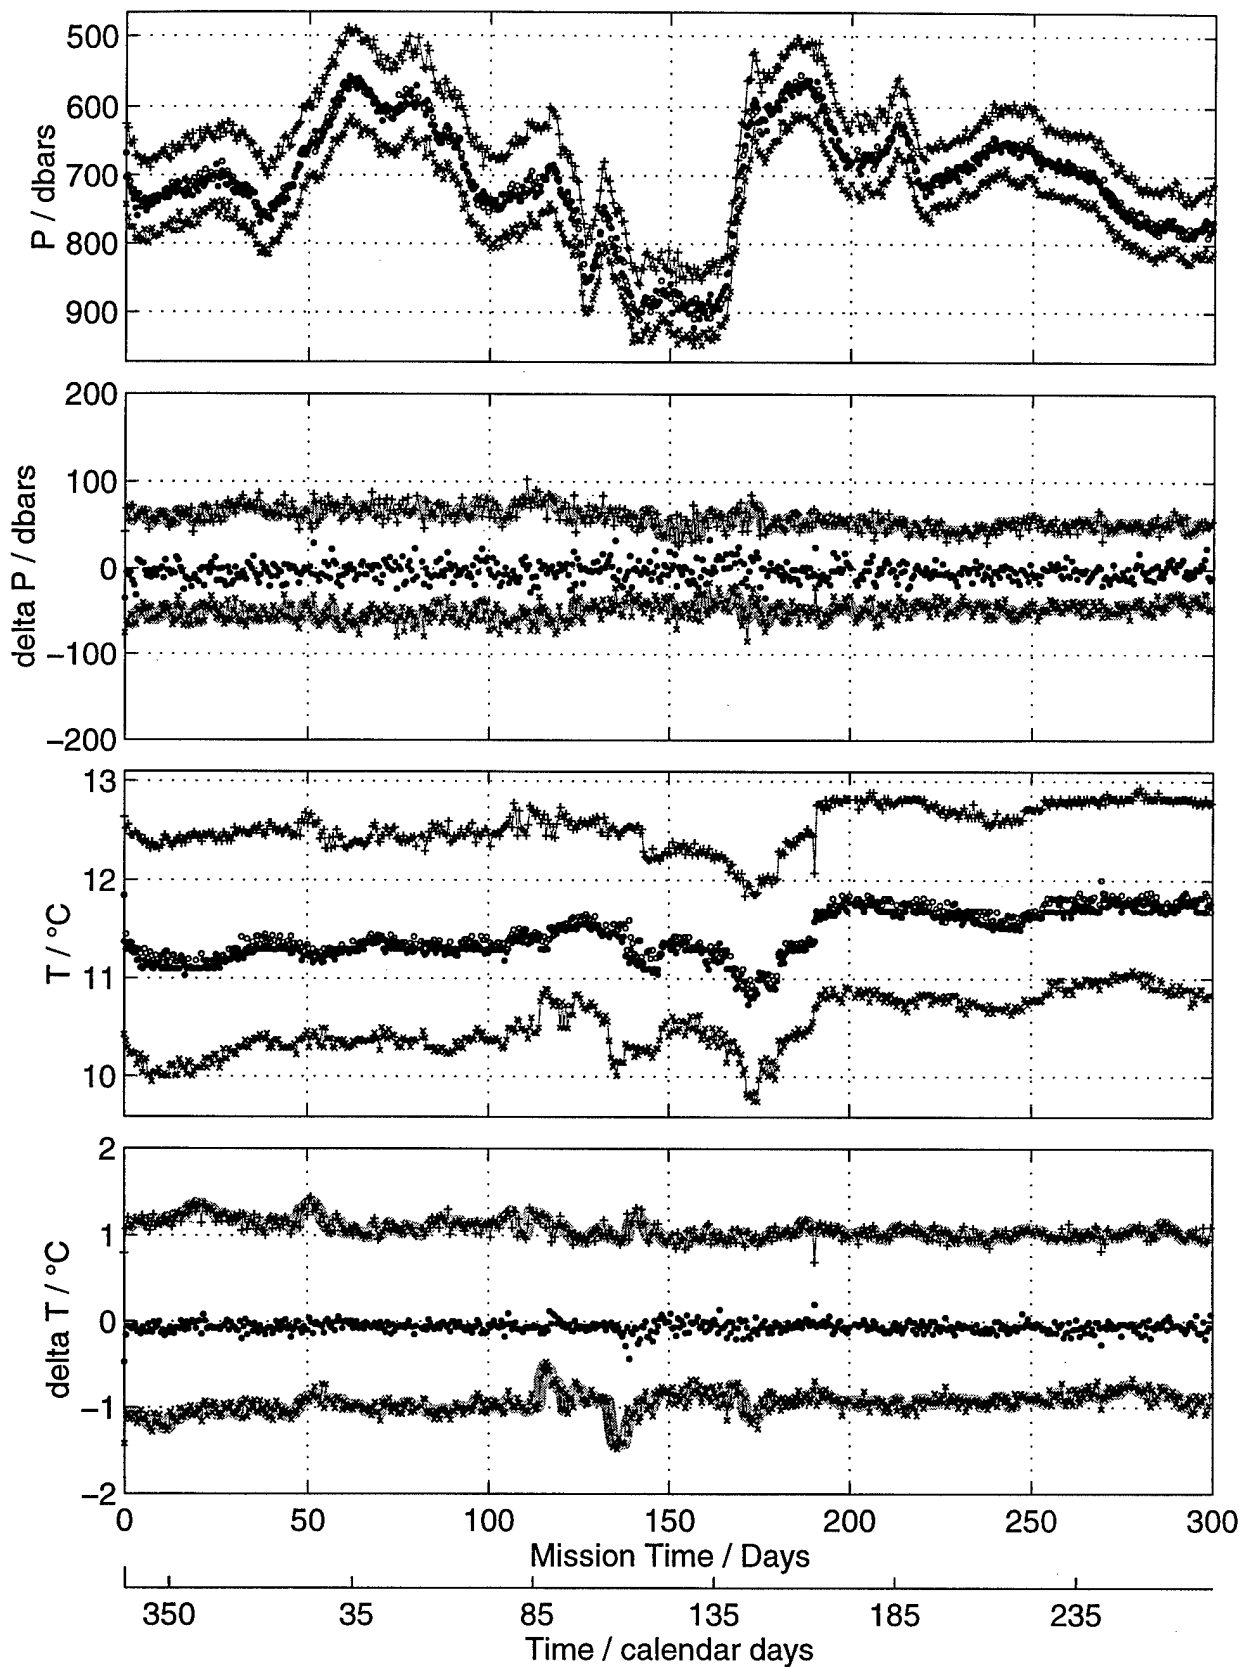 500
600
700
800
900
P / dbars
200
100
0
−100
−200
delta P / dbars
13
12
11
10
T / °C
2
1
0
−1
−2
delta T / °C
0 50 100 150 200 250 300
Mission Time / Days
350 35 85 135 185 235
Time / calendar days